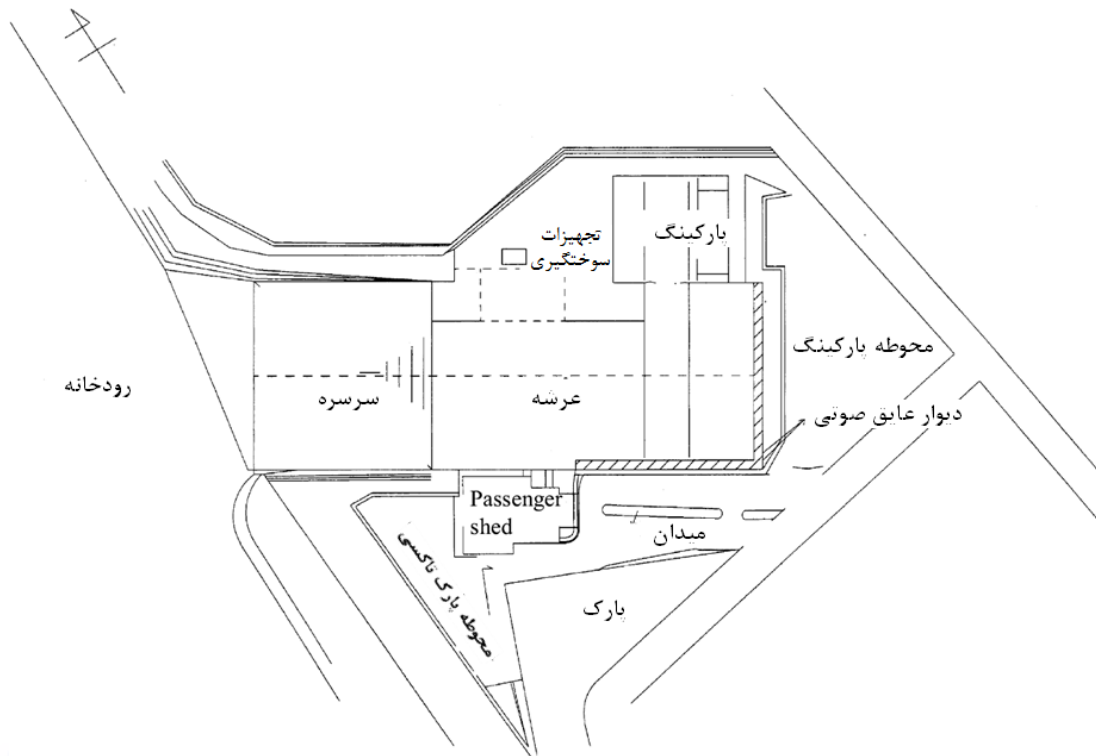 تجهیزات
سوختگیری
پارکینگ
محوطه پارکینگ
رودخانه
سرسره
عرشه
دیوار عایق صوتی
Passenger
shed
میدان
محوطه پارک تاکسی
پارک